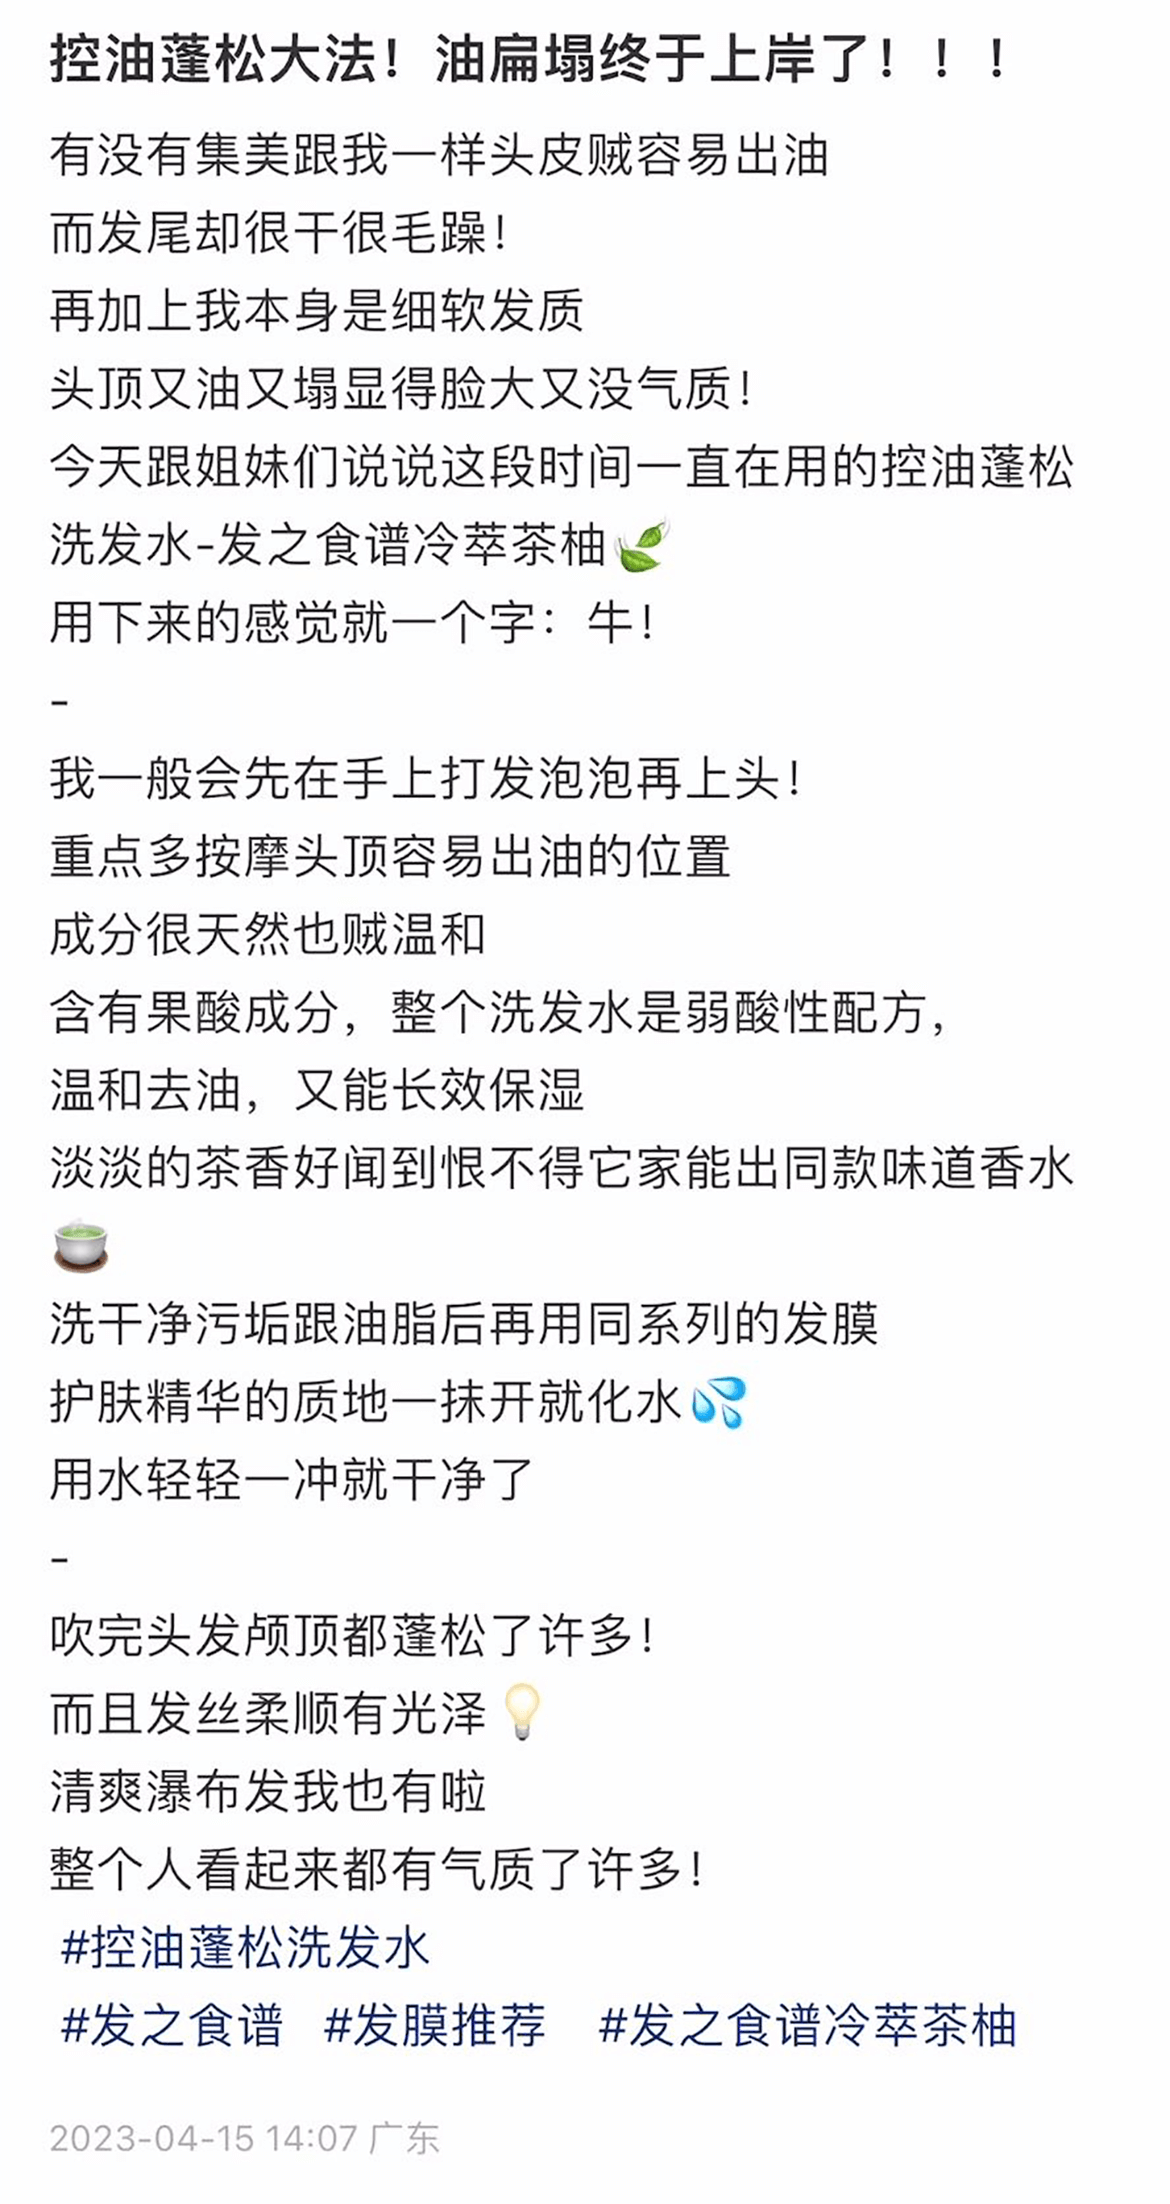 控油蓬松大法！油扁塌终于上岸了！！！
有没有集美跟我一样头皮贼容易出油
而发尾却很干很毛躁！
再加上我本身是细软发质
头顶又油又塌显得脸大又没气质！
今天跟姐妹们说说这段时间一直在用的控油蓬松
洗发水-发之食谱冷萃茶柚🍃
用下来的感觉就一个字：牛！
-
我一般会先在手上打发泡泡再上头！
重点多按摩头顶容易出油的位置
成分很天然也贼温和
含有果酸成分，整个洗发水是弱酸性配方，
温和去油，又能长效保湿
淡淡的茶香好闻到恨不得它家能出同款味道香水
🍵
洗干净污垢跟油脂后再用同系列的发膜
护肤精华的质地一抹开就化水💦
用水轻轻一冲就干净了
-
吹完头发颅顶都蓬松了许多！
而且发丝柔顺有光泽💡
清爽瀑布发我也有啦
整个人看起来都有气质了许多！
#控油蓬松洗发水
#发之食谱 #发膜推荐 #发之食谱冷萃茶柚
2023-04-15 14:07 广东